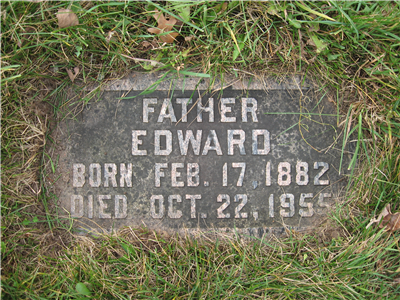 FATHER
EDWARD
BORN FEB. 17, 1882
DIED OCT. 22, 1955